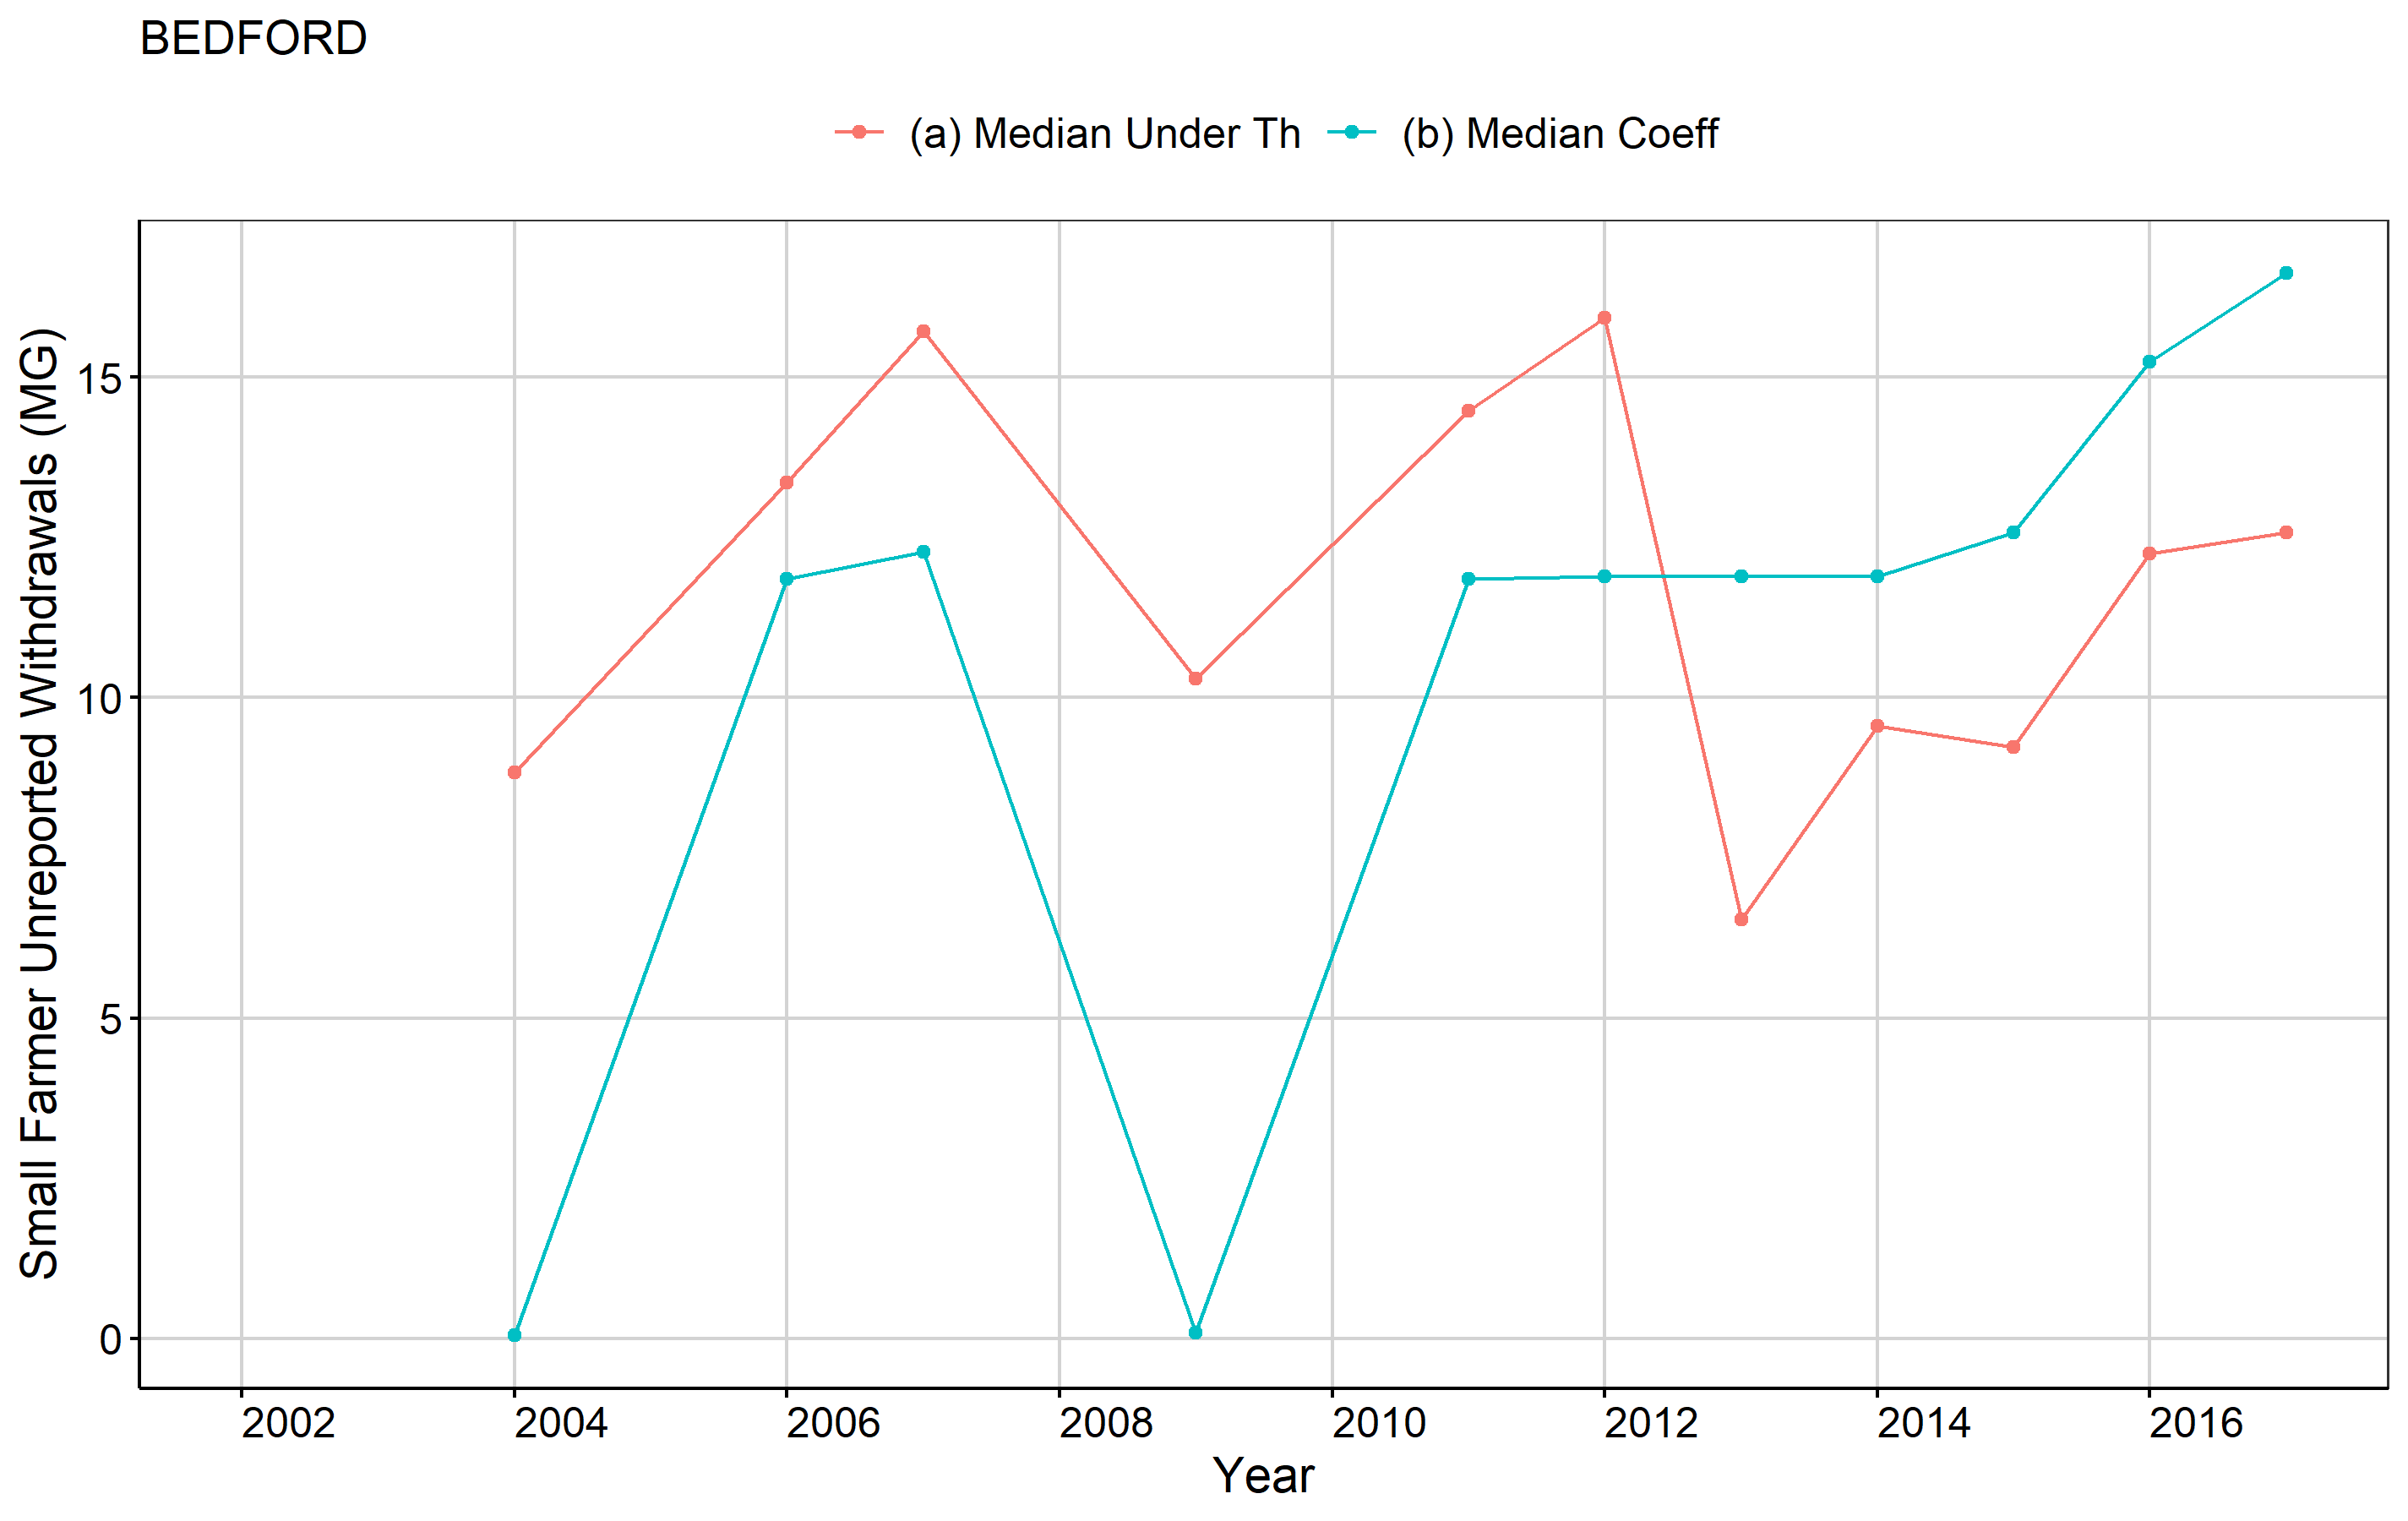 BEDFORD
(a) Median Under Th (b) Median Coeff
Small Farmer Unreported Withdrawals (MG)
15
10
5
0
2002 2004 2006 2008 2010 2012 2014 2016
Year